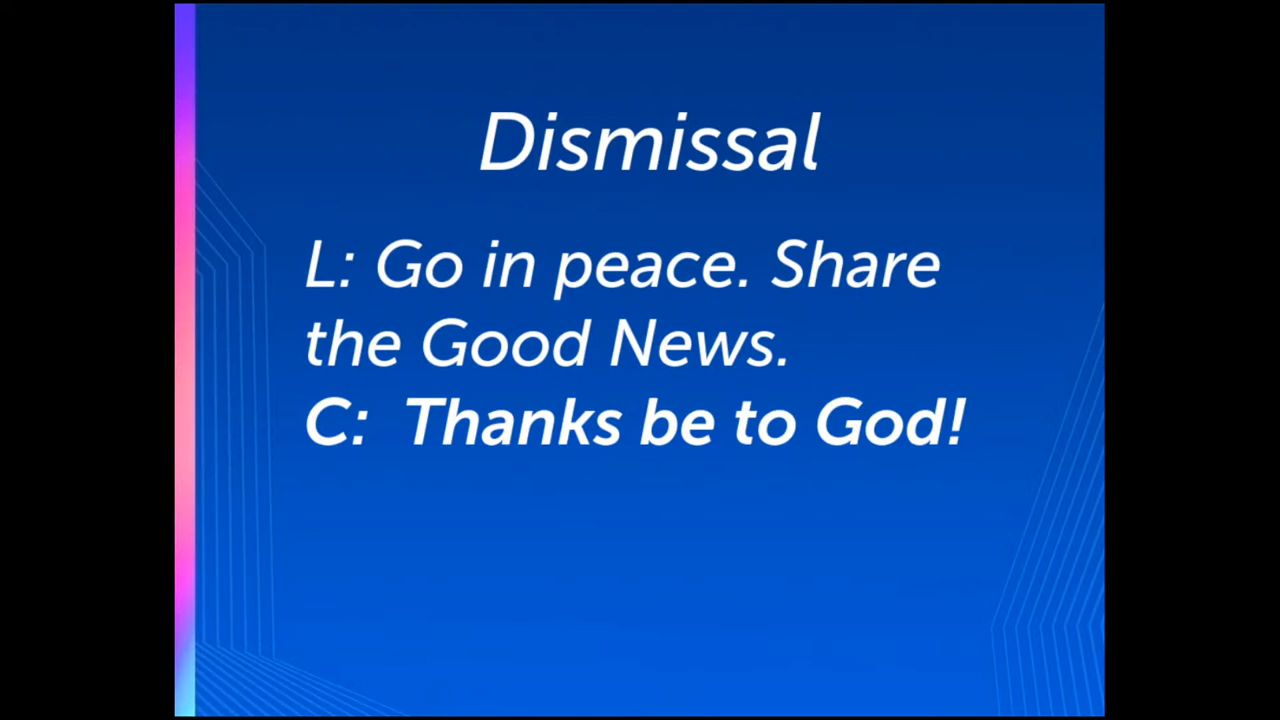 Dismissal
L: Go in peace. Share
the Good News.
C: Thanks be to God!